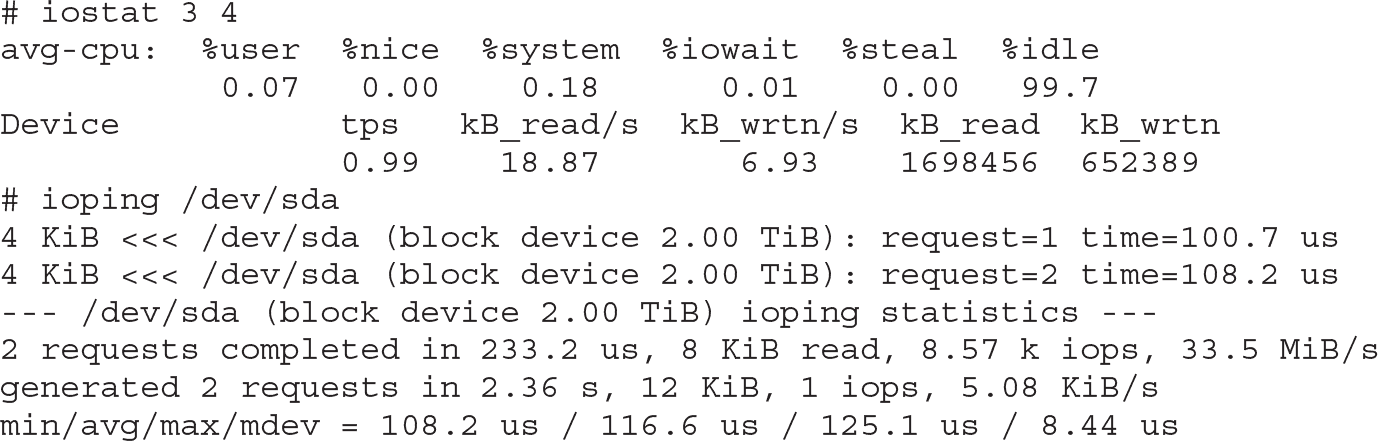 # iostat 3 4
avg-cpu: %user %nice %system %iowait %steal %idle
0.07 0.00 0.18 0.01 0.00 99.7
Device tps kB_read/s kB_wrtn/s kB_read kB_wrtn
0.99 18.87 6.93 1698456 652389
# ioping /dev/sda
4 KiB <<< /dev/sda (block device 2.00 TiB): request=1 time=100.7 us
4 KiB <<< /dev/sda (block device 2.00 TiB): request=2 time=108.2 us
--- /dev/sda (block device 2.00 TiB) ioping statistics ---
2 requests completed in 233.2 us, 8 KiB read, 8.57 k iops, 33.5 MiB/s
generated 2 requests in 2.36 s, 12 KiB, 1 iops, 5.08 KiB/s
min/avg/max/mdev = 108.2 us / 116.6 us / 125.1 us / 8.44 us